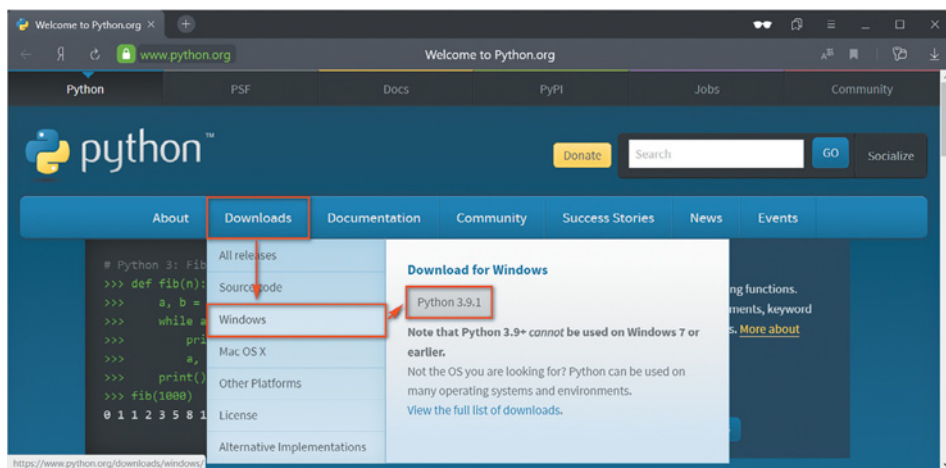 Welcome to Python.org
www.python.org
Welcome to Python.org
Python
PSF
Docs
PyPI
Jobs
Community
python™
Donate
Search
GO
Socialize
About
Downloads
Documentation
Community
Success Stories
News
Events
# Python 3: Fib
>>> def fib(n):
>>> a, b =
>>> while a
>>> pri
>>> a,
>>> print()
>>> fib(1000)
0 1 1 2 3 5 8 1
All releases
Source code
Windows
Mac OS X
Other Platforms
License
Alternative Implementations
Download for Windows
Python 3.9.1
Note that Python 3.9+ cannot be used on Windows 7 or
earlier.
Not the OS you are looking for? Python can be used on
many operating systems and environments.
View the full list of downloads.
ng functions.
ments, keyword
s. More about
https://www.python.org/downloads/windows/